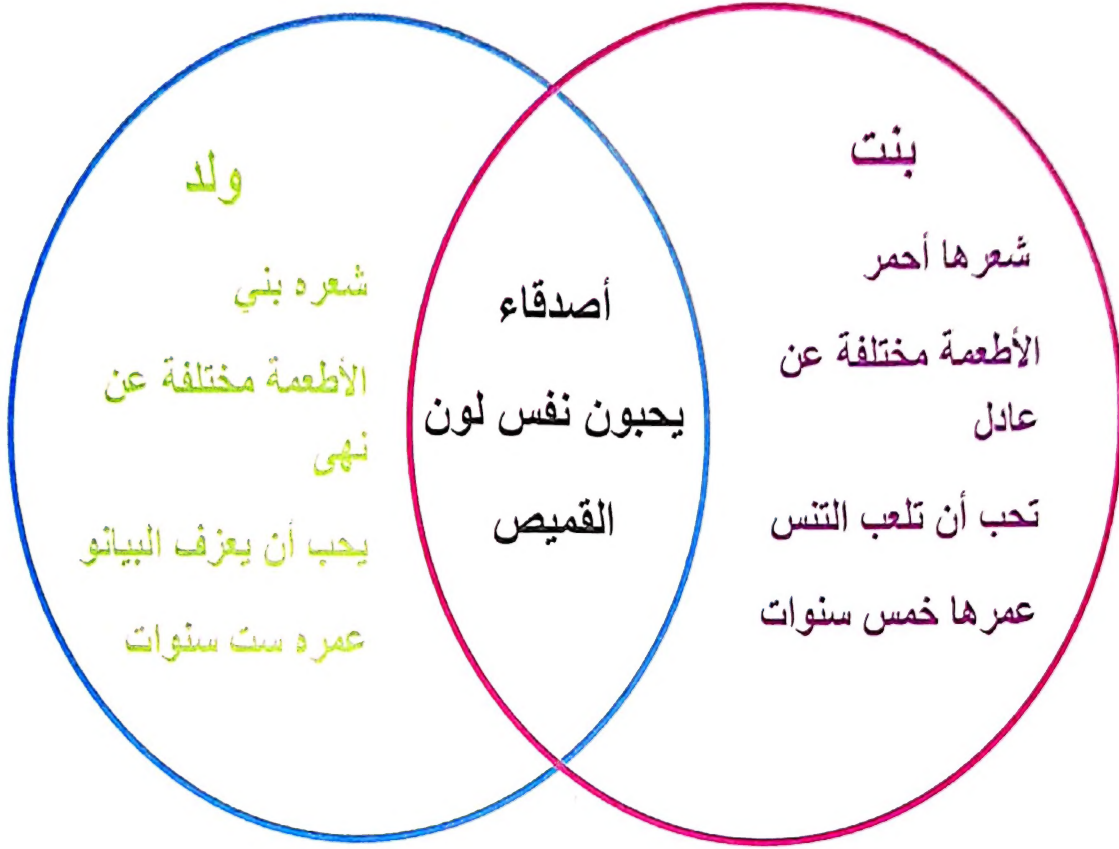 بنت
شعرها أحمر
الأطعمة مختلفة عن
عادل
تحب أن تلعب التنس
عمرها خمس سنوات
أصدقاء
يحبون نفس لون
القميص
ولد
شعره بني
الأطعمة مختلفة عن
نهى
يحب أن يعزف البيانو
عمره ست سنوات